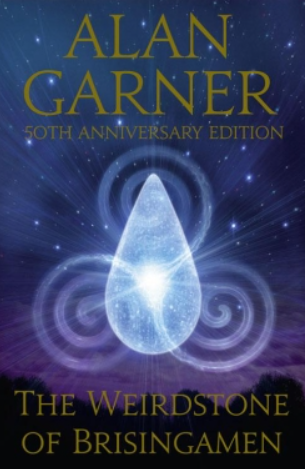 ALAN
GARNER
50TH ANNIVERSARY EDITION
THE WEIRDSTONE
OF BRISINGAMEN